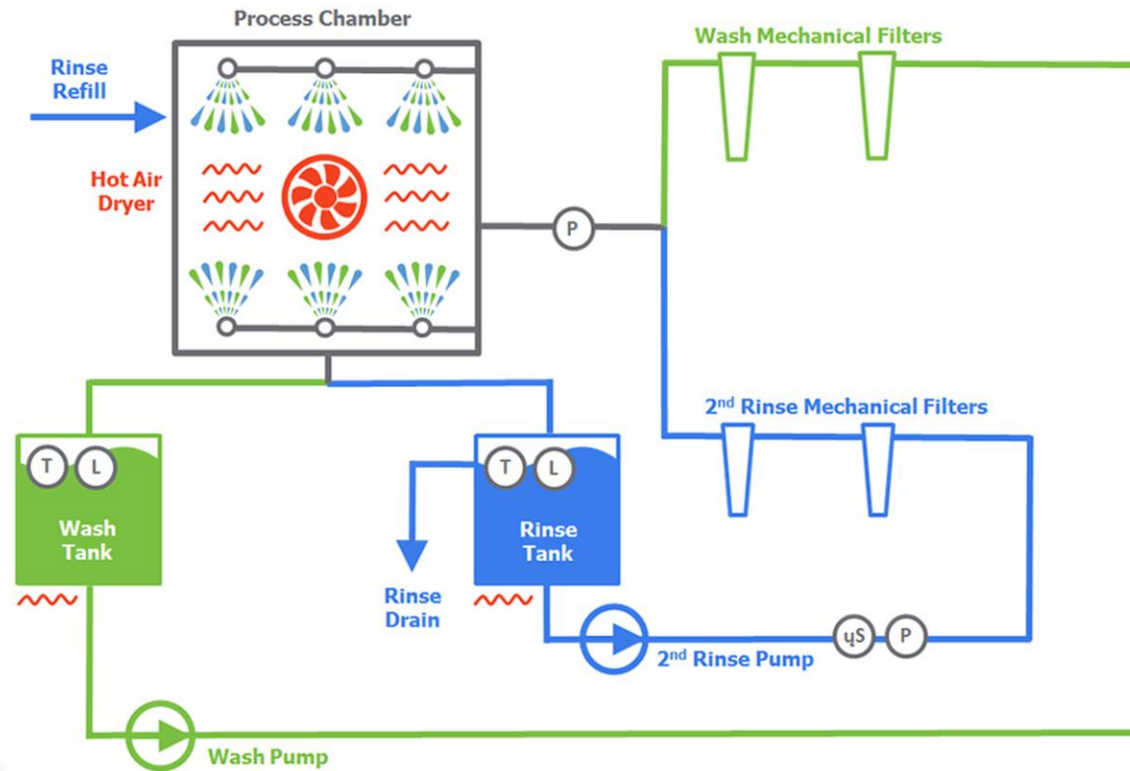 Process Chamber
Wash Mechanical Filters
Rinse
Refill
Hot Air
Dryer
P
2nd Rinse Mechanical Filters
T L
T L
Wash
Tank
Rinse
Tank
Rinse
Drain
ɥS P
2nd Rinse Pump
Wash Pump